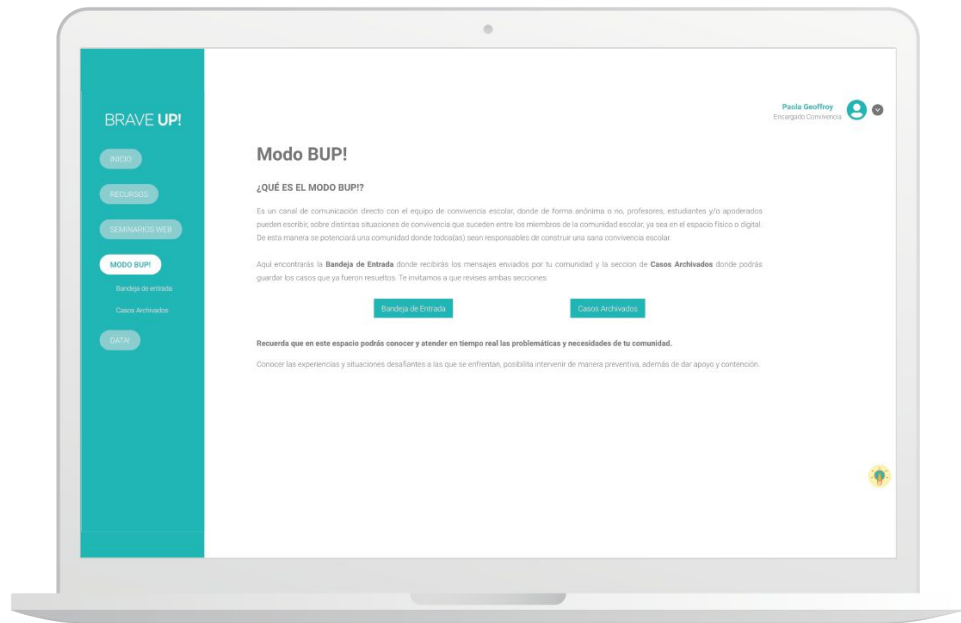 BRAVE UP!
INICIO
RECURSOS
SEMINARIOS WEB
MODO BUP!
Bandeja de entrada
Casos Archivados
DATA!
Paola Geoffroy
Encargado Convivencia
Modo BUP!
¿QUÉ ES EL MODO BUP!?
Es un canal de comunicación directo con el equipo de convivencia escolar, donde de forma anónima o no, profesores, estudiantes y/o apoderados
pueden escribir, sobre distintas situaciones de convivencia que suceden entre los miembros de la comunidad escolar, ya sea en el espacio físico o digital.
De esta manera se potenciará una comunidad donde todos(as) sean responsables de construir una sana convivencia escolar.
Aquí encontrarás la Bandeja de Entrada donde recibirás los mensajes enviados por tu comunidad y la seccion de Casos Archivados donde podrás
guardar los casos que ya fueron resueltos. Te invitamos a que revises ambas secciones.
Bandeja de Entrada
Casos Archivados
Recuerda que en este espacio podrás conocer y atender en tiempo real las problemáticas y necesidades de tu comunidad.
Conocer las experiencias y situaciones desafiantes a las que se enfrentan, posibilita intervenir de manera preventiva, además de dar apoyo y contención.